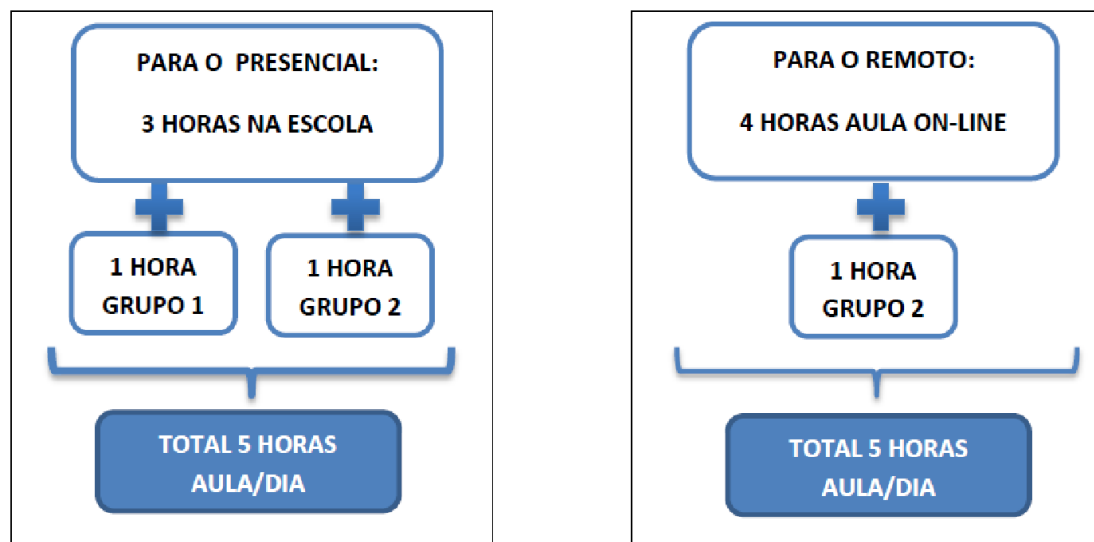 PARA O PRESENCIAL:
3 HORAS NA ESCOLA
1 HORA
GRUPO 1
1 HORA
GRUPO 2
TOTAL 5 HORAS
AULA/DIA
PARA O REMOTO:
4 HORAS AULA ON-LINE
1 HORA
GRUPO 2
TOTAL 5 HORAS
AULA/DIA